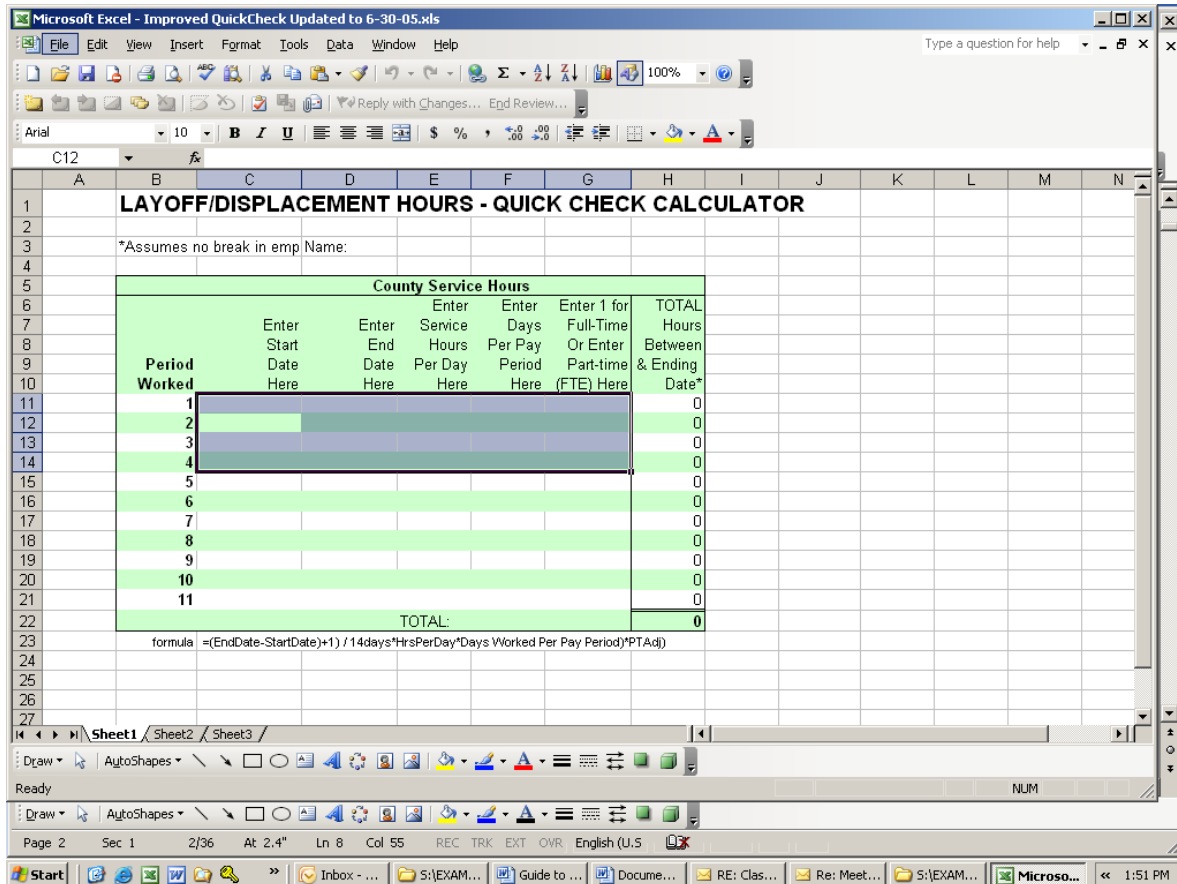 Microsoft Excel - Improved QuickCheck Updated to 6-30-05.xls
File Edit View Insert Format Tools Data Window Help Type a question for help
100%
Reply with Changes... End Review...
Arial 10 B I U $ % ,
C12 fx
A B C D E F G H I J K L M N
1 LAYOFF/DISPLACEMENT HOURS - QUICK CHECK CALCULATOR
2
3 *Assumes no break in emp Name:
4
5 County Service Hours
6 Enter Enter Enter 1 for TOTAL
7 Enter Enter Service Days Full-Time Hours
8 Start End Hours Per Pay Or Enter Between
9 Period Date Date Per Day Period Part-time & Ending
10 Worked Here Here Here Here (FTE) Here Date*
11 1 0
12 2 0
13 3 0
14 4 0
15 5 0
16 6 0
17 7 0
18 8 0
19 9 0
20 10 0
21 11 0
22 TOTAL: 0
23 formula =(EndDate-StartDate)+1) / 14days*HrsPerDay*Days Worked Per Pay Period)*PTAdj)
24
25
26
27
Sheet1 Sheet2 Sheet3
Draw AutoShapes A
Ready NUM
Draw AutoShapes A
Page 2 Sec 1 2/36 At 2.4" Ln 8 Col 55 REC TRK EXT OVR English (U.S
Start » Inbox - ... S:\EXAM... Guide to ... Docume... RE: Clas... Re: Meet... S:\EXAM... Microso... « 1:51 PM